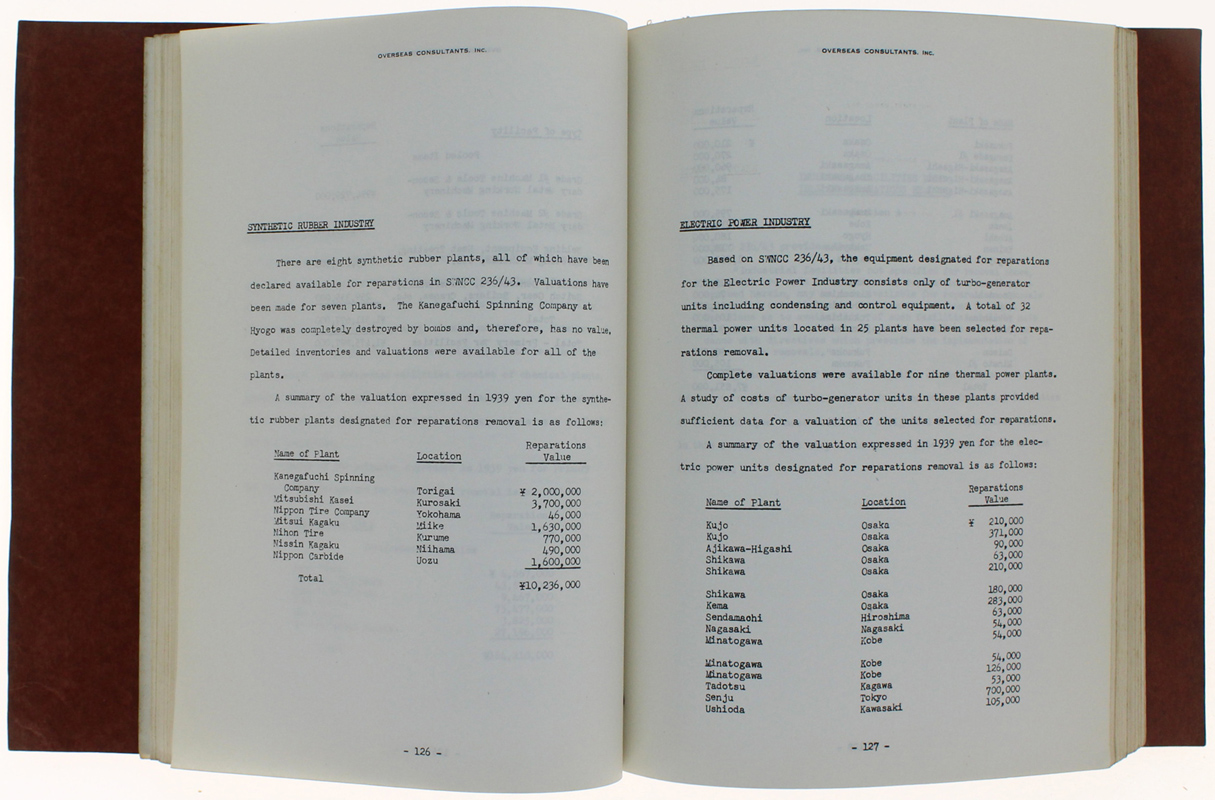 OVERSEAS CONSULTANTS, INC.
SYNTHETIC RUBBER INDUSTRY
There are eight synthetic rubber plants, all of which have been
declared available for reparations in SWNCC 236/43. Valuations have
been made for seven plants. The Kanegafuchi Spinning Company at
Hyogo was completely destroyed by bombs and, therefore, has no value.
Detailed inventories and valuations were available for all of the
plants.
A summary of the valuation expressed in 1939 yen for the synthe-
tic rubber plants designated for reparations removal is as follows:
Reparations
Name of Plant Location Value
Kanegafuchi Spinning
Company Torigai ¥ 2,000,000
Mitsubishi Kasei Kurosaki 3,700,000
Nippon Tire Company Yokohama 46,000
Mitsui Kagaku Miike 1,630,000
Nihon Tire Kurume 770,000
Nissin Kagaku Niihama 490,000
Nippon Carbide Uozu 1,600,000
Total ¥10,236,000
- 126 -
OVERSEAS CONSULTANTS, INC.
ELECTRIC POWER INDUSTRY
Based on SWNCC 236/43, the equipment designated for reparations
for the Electric Power Industry consists only of turbo-generator
units including condensing and control equipment. A total of 32
thermal power units located in 25 plants have been selected for repa-
rations removal.
Complete valuations were available for nine thermal power plants.
A study of costs of turbo-generator units in these plants provided
sufficient data for a valuation of the units selected for reparations.
A summary of the valuation expressed in 1939 yen for the elec-
tric power units designated for reparations removal is as follows:
Reparations
Name of Plant Location Value
Kujo Osaka ¥ 210,000
Kujo Osaka 371,000
Ajikawa-Higashi Osaka 90,000
Shikawa Osaka 63,000
Shikawa Osaka 210,000
Shikawa Osaka 180,000
Kema Osaka 283,000
Sendamachi Hiroshima 63,000
Nagasaki Nagasaki 54,000
Minatogawa Kobe 54,000
Minatogawa Kobe 54,000
Minatogawa Kobe 126,000
Tadotsu Kagawa 53,000
Senju Tokyo 700,000
Ushioda Kawasaki 105,000
- 127 -